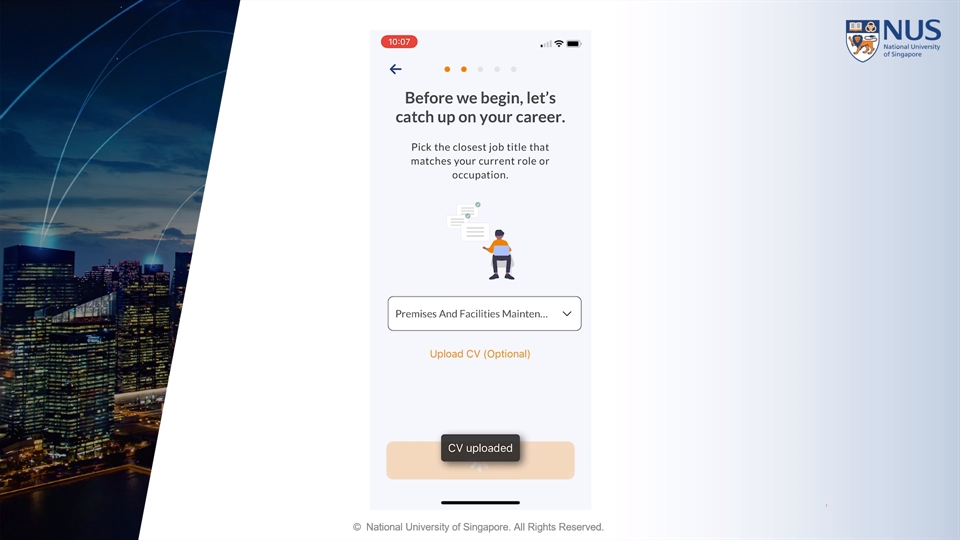 NUS
National University
of Singapore
10:07
Before we begin, let's
catch up on your career.
Pick the closest job title that
matches your current role or
occupation.
Premises And Facilities Mainten...
Upload CV (Optional)
CV uploaded
© National University of Singapore. All Rights Reserved.